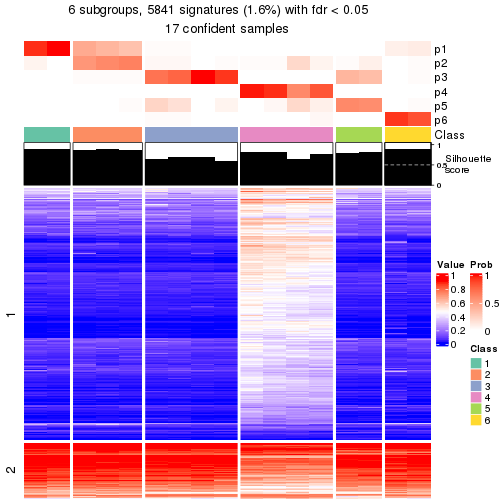 6 subgroups, 5841 signatures (1.6%) with fdr < 0.05
17 confident samples
p1
p2
p3
p4
p5
p6
Class
1
0.5
0
Silhouette
score
1
2
Value
1
0.8
0.6
0.4
0.2
0
Prob
1
0.5
0
Class
1
2
3
4
5
6